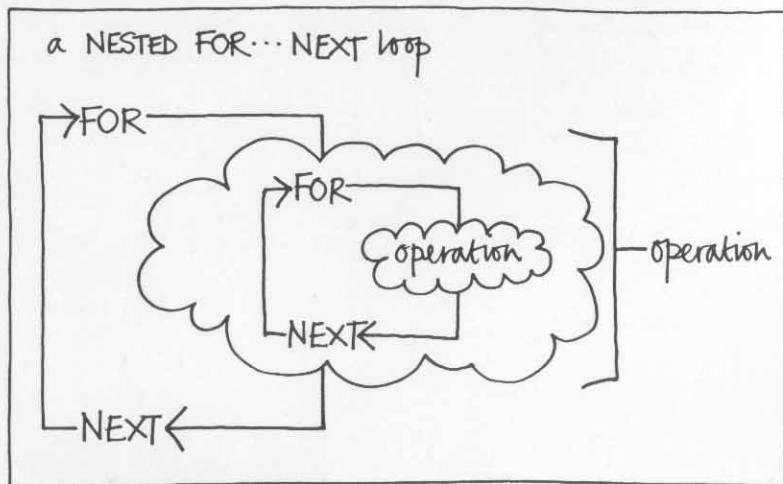 a NESTED FOR... NEXT loop
FOR
FOR
operation
operation
NEXT
NEXT